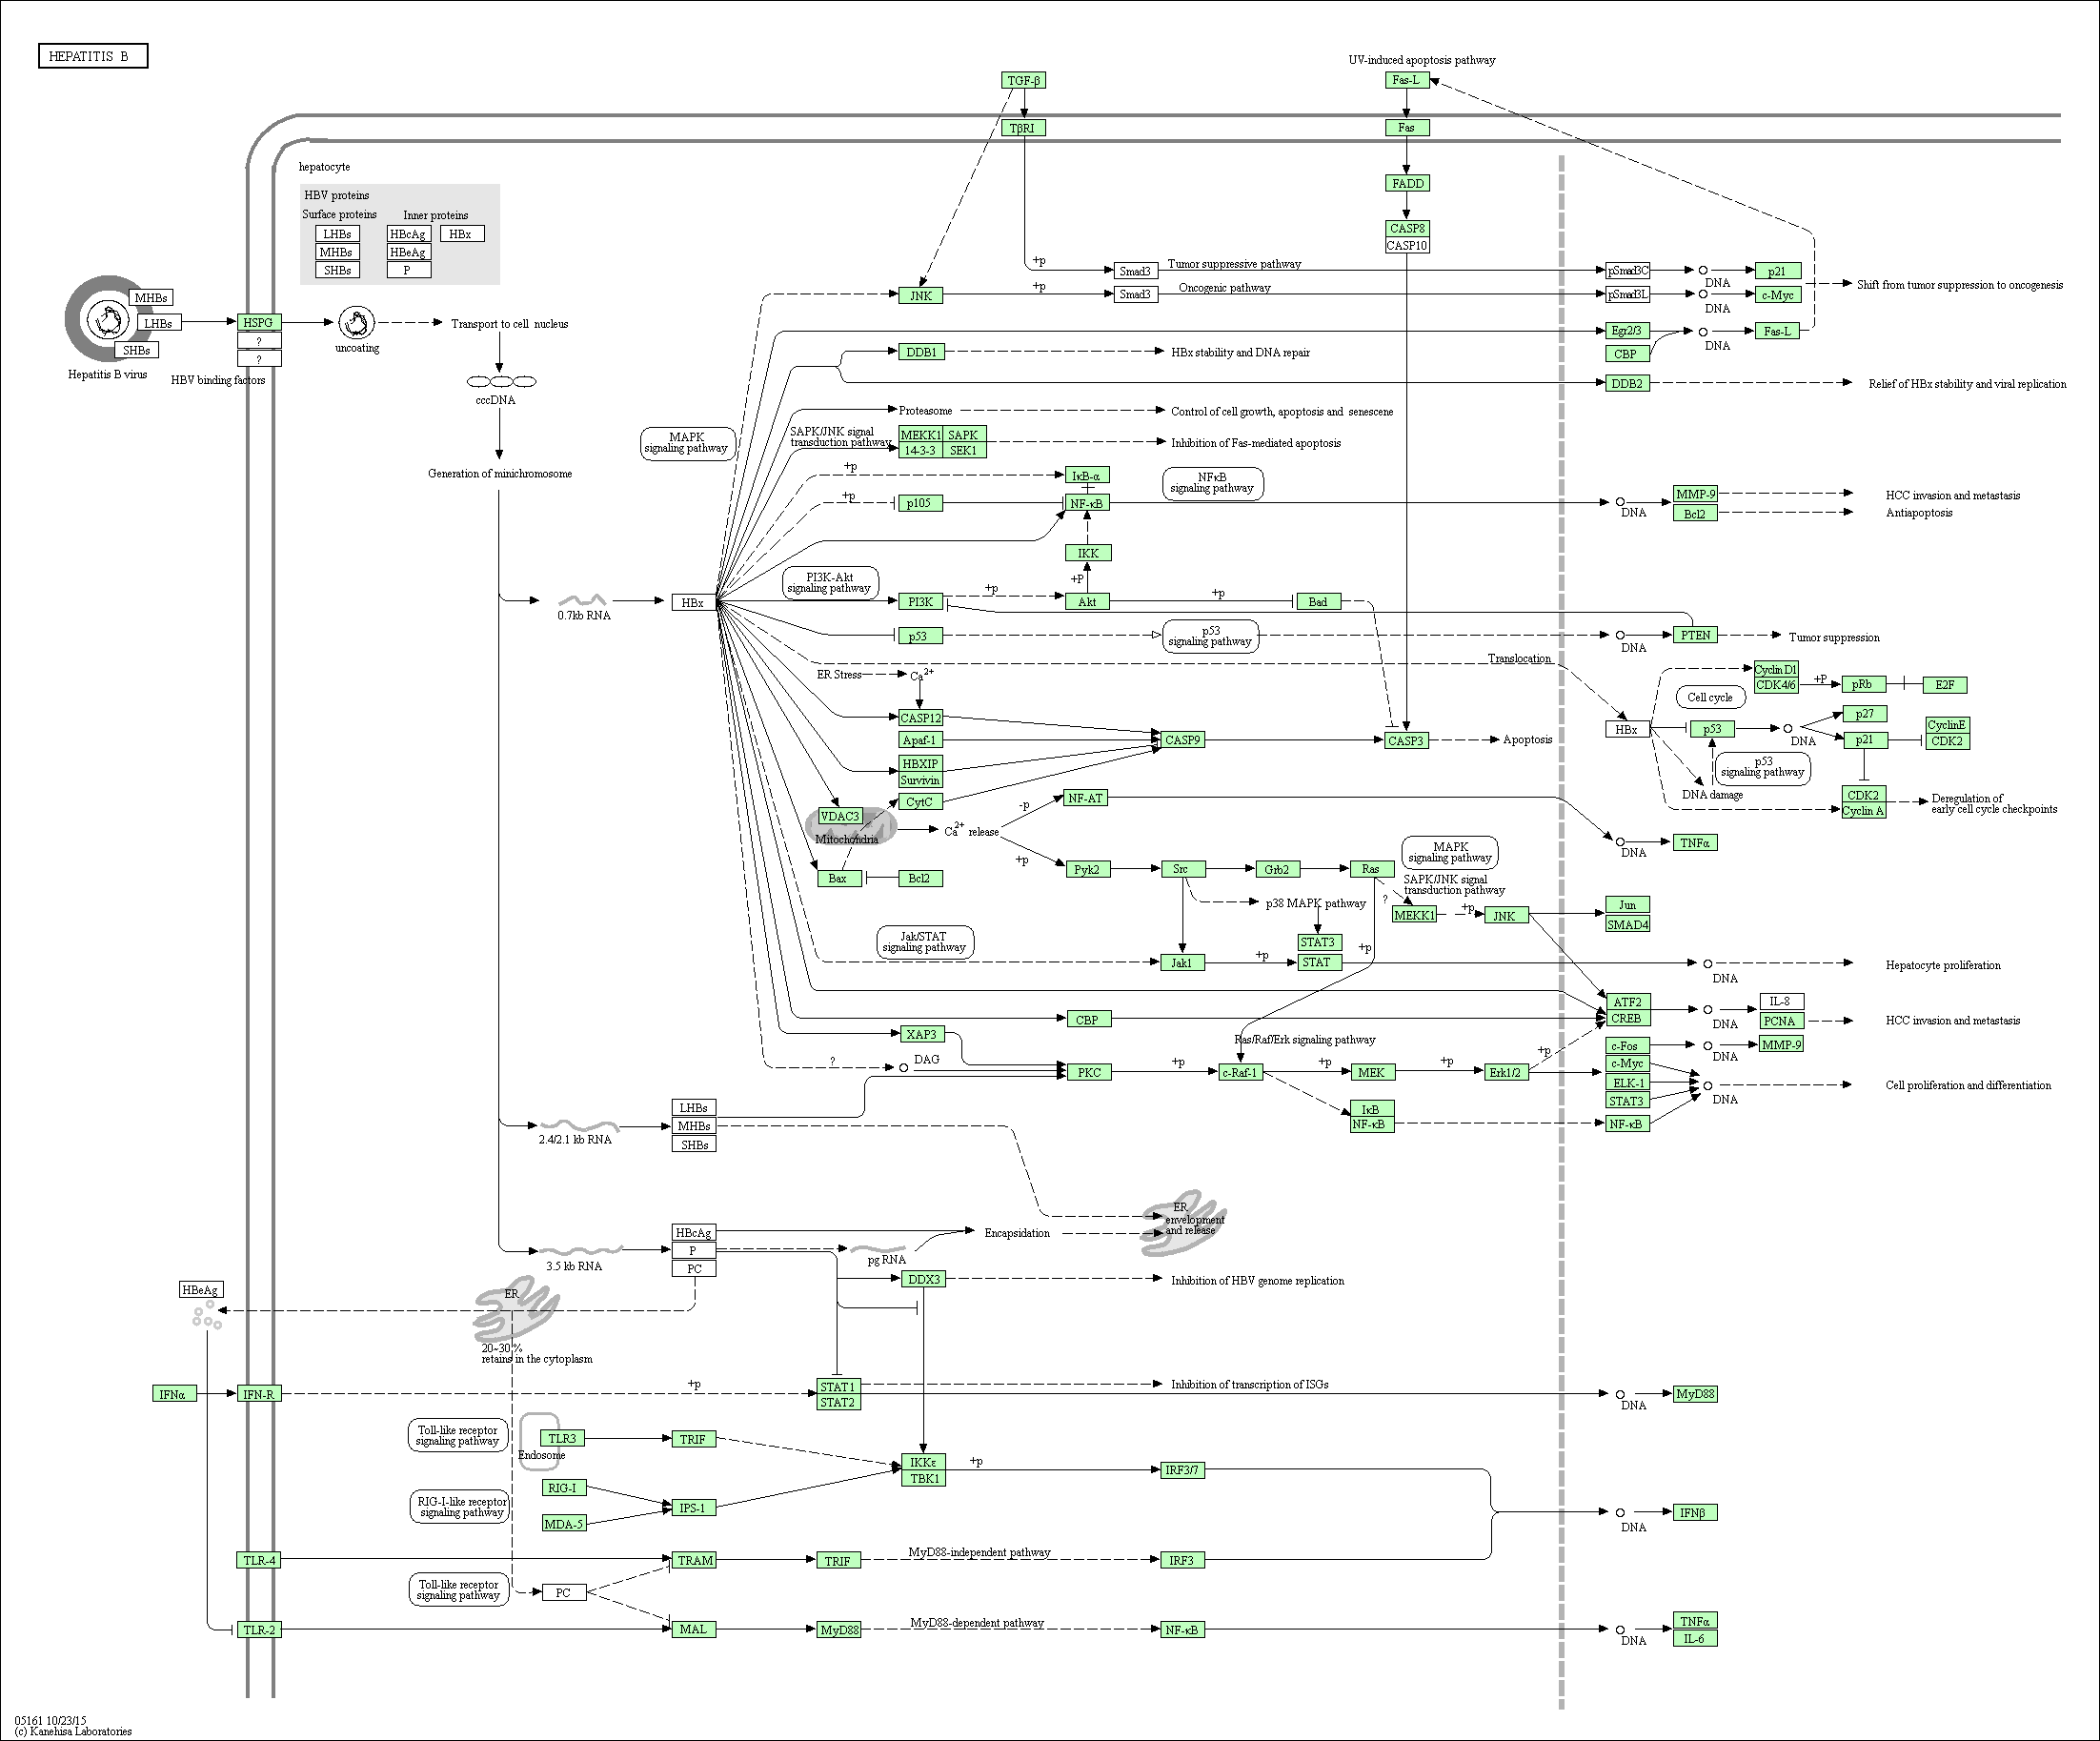 HEPATITIS B
UV-induced apoptosis pathway
TGF-β
Fas-L
TβRI
Fas
hepatocyte
FADD
HBV proteins
Surface proteins
Inner proteins
LHBs
HBcAg
HBx
MHBs
HBeAg
SHBs
P
CASP8
CASP10
+p
Smad3
Tumor suppressive pathway
pSmad3C
DNA
p21
JNK
+p
Smad3
Oncogenic pathway
pSmad3L
DNA
c-Myc
Shift from tumor suppression to oncogenesis
MHBs
LHBs
SHBs
Hepatitis B virus
HSPG
?
?
HBV binding factors
uncoating
Transport to cell nucleus
cccDNA
Generation of minichromosome
Egr2/3
CBP
DNA
Fas-L
DDB1
HBx stability and DNA repair
DDB2
Relief of HBx stability and viral replication
Proteasome
Control of cell growth, apoptosis and senescene
MAPK
signaling pathway
SAPK/JNK signal
transduction pathway
MEKK1
SAPK
14-3-3
SEK1
Inhibition of Fas-mediated apoptosis
+p
IκB-α
NFκB
signaling pathway
+p
p105
NF-κB
DNA
MMP-9
Bcl2
HCC invasion and metastasis
Antiapoptosis
IKK
+P
PI3K-Akt
signaling pathway
0.7kb RNA
HBx
PI3K
+p
Akt
+p
Bad
p53
p53
signaling pathway
DNA
PTEN
Tumor suppression
Translocation
ER Stress
Ca2+
CASP12
Apaf-1
CASP9
CASP3
Apoptosis
HBXIP
Survivin
CytC
VDAC3
Mitochondria
Bax
Bcl2
Cyclin D1
CDK4/6
+p
pRb
E2F
Cell cycle
HBx
p53
DNA
p27
p21
CyclinE
CDK2
p53
signaling pathway
DNA damage
CDK2
Cyclin A
Deregulation of
early cell cycle checkpoints
Ca2+ release
-p
NF-AT
+p
DNA
TNFα
Pyk2
Src
Grb2
Ras
MAPK
signaling pathway
SAPK/JNK signal
transduction pathway
?
MEKK1
+p
JNK
Jun
SMAD4
p38 MAPK pathway
STAT3
Jak/STAT
signaling pathway
Jak1
+p
STAT
+p
DNA
Hepatocyte proliferation
ATF2
CREB
DNA
IL-8
PCNA
HCC invasion and metastasis
CBP
XAP3
Ras/Raf/Erk signaling pathway
+p
c-Fos
DNA
MMP-9
?
DAG
PKC
+p
c-Raf-1
+p
MEK
+p
Erk1/2
c-Myc
ELK-1
STAT3
DNA
Cell proliferation and differentiation
IκB
NF-κB
NF-κB
2.4/2.1 kb RNA
LHBs
MHBs
SHBs
ER
envelopment
and release
3.5 kb RNA
HBcAg
P
PC
pg RNA
Encapsidation
DDX3
Inhibition of HBV genome replication
HBeAg
ER
20~30%
retains in the cytoplasm
IFNα
IFN-R
+p
STAT1
STAT2
Inhibition of transcription of ISGs
DNA
MyD88
Toll-like receptor
signaling pathway
TLR3
Endosome
TRIF
IKKε
TBK1
+p
IRF3/7
RIG-I-like receptor
signaling pathway
RIG-I
MDA-5
IPS-1
DNA
IFNβ
TLR-4
TRAM
TRIF
MyD88-independent pathway
IRF3
Toll-like receptor
signaling pathway
PC
TLR-2
MAL
MyD88
MyD88-dependent pathway
NF-κB
DNA
TNFα
IL-6
05161 10/23/15
(c) Kanehisa Laboratories